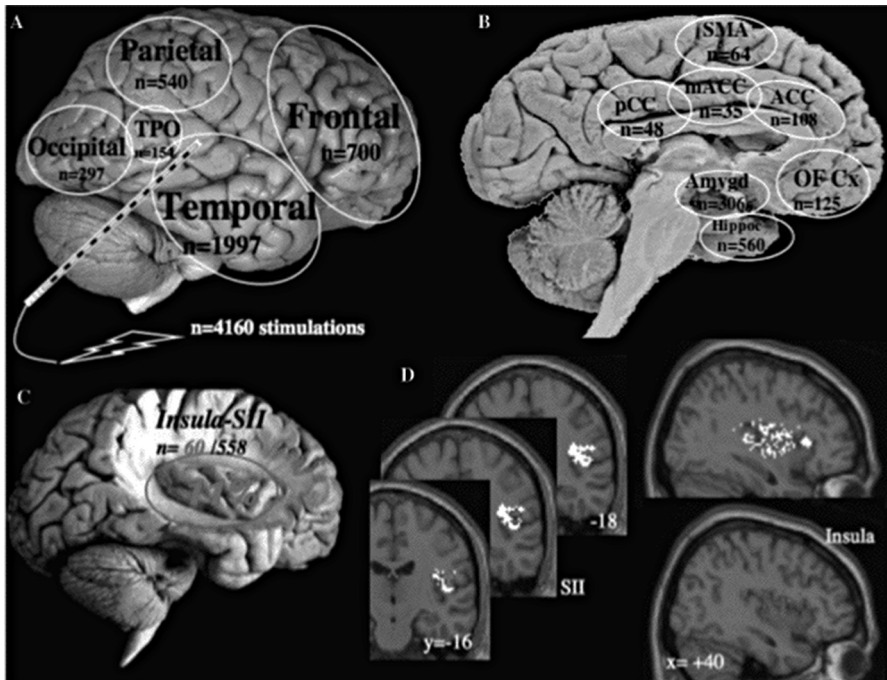 A
Parietal
n=540
Frontal
n=700
TPO
n=154
Occipital
n=297
Temporal
n=1997
n=4160 stimulations
B
SMA
n=64
mACC
n=35
ACC
n=108
pCC
n=48
Amygd
n=306
OF Cx
n=125
Hippoc
n=560
C
Insula-SII
n= 60 /558
D
-18
SII
y=-16
Insula
x= +40